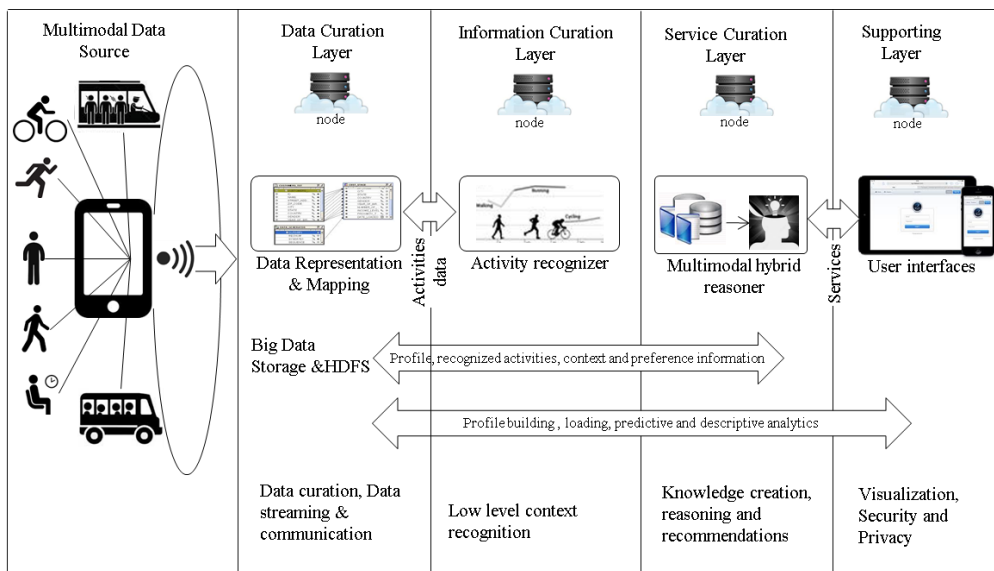 Multimodal Data
Source
Data Curation
Layer
Information Curation
Layer
Service Curation
Layer
Supporting
Layer
node
node
node
node
Walking
Running
Cycling
Data Representation
& Mapping
Activities
data
Activity recognizer
Multimodal hybrid
reasoner
Services
User interfaces
Big Data
Storage &HDFS
Profile, recognized activities, context and preference information
Profile building , loading, predictive and descriptive analytics
Data curation, Data
streaming &
communication
Low level context
recognition
Knowledge creation,
reasoning and
recommendations
Visualization,
Security and
Privacy